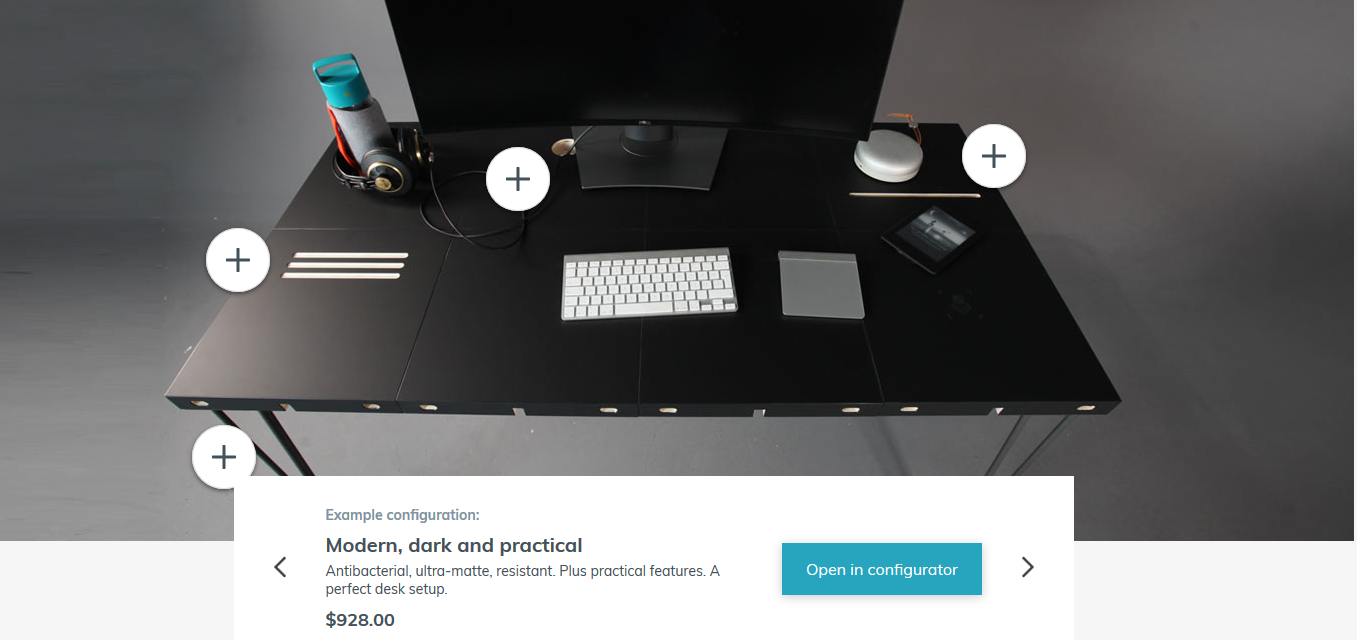 Example configuration:
Modern, dark and practical
Antibacterial, ultra-matte, resistant. Plus practical features. A
perfect desk setup.
$928.00
Open in configurator